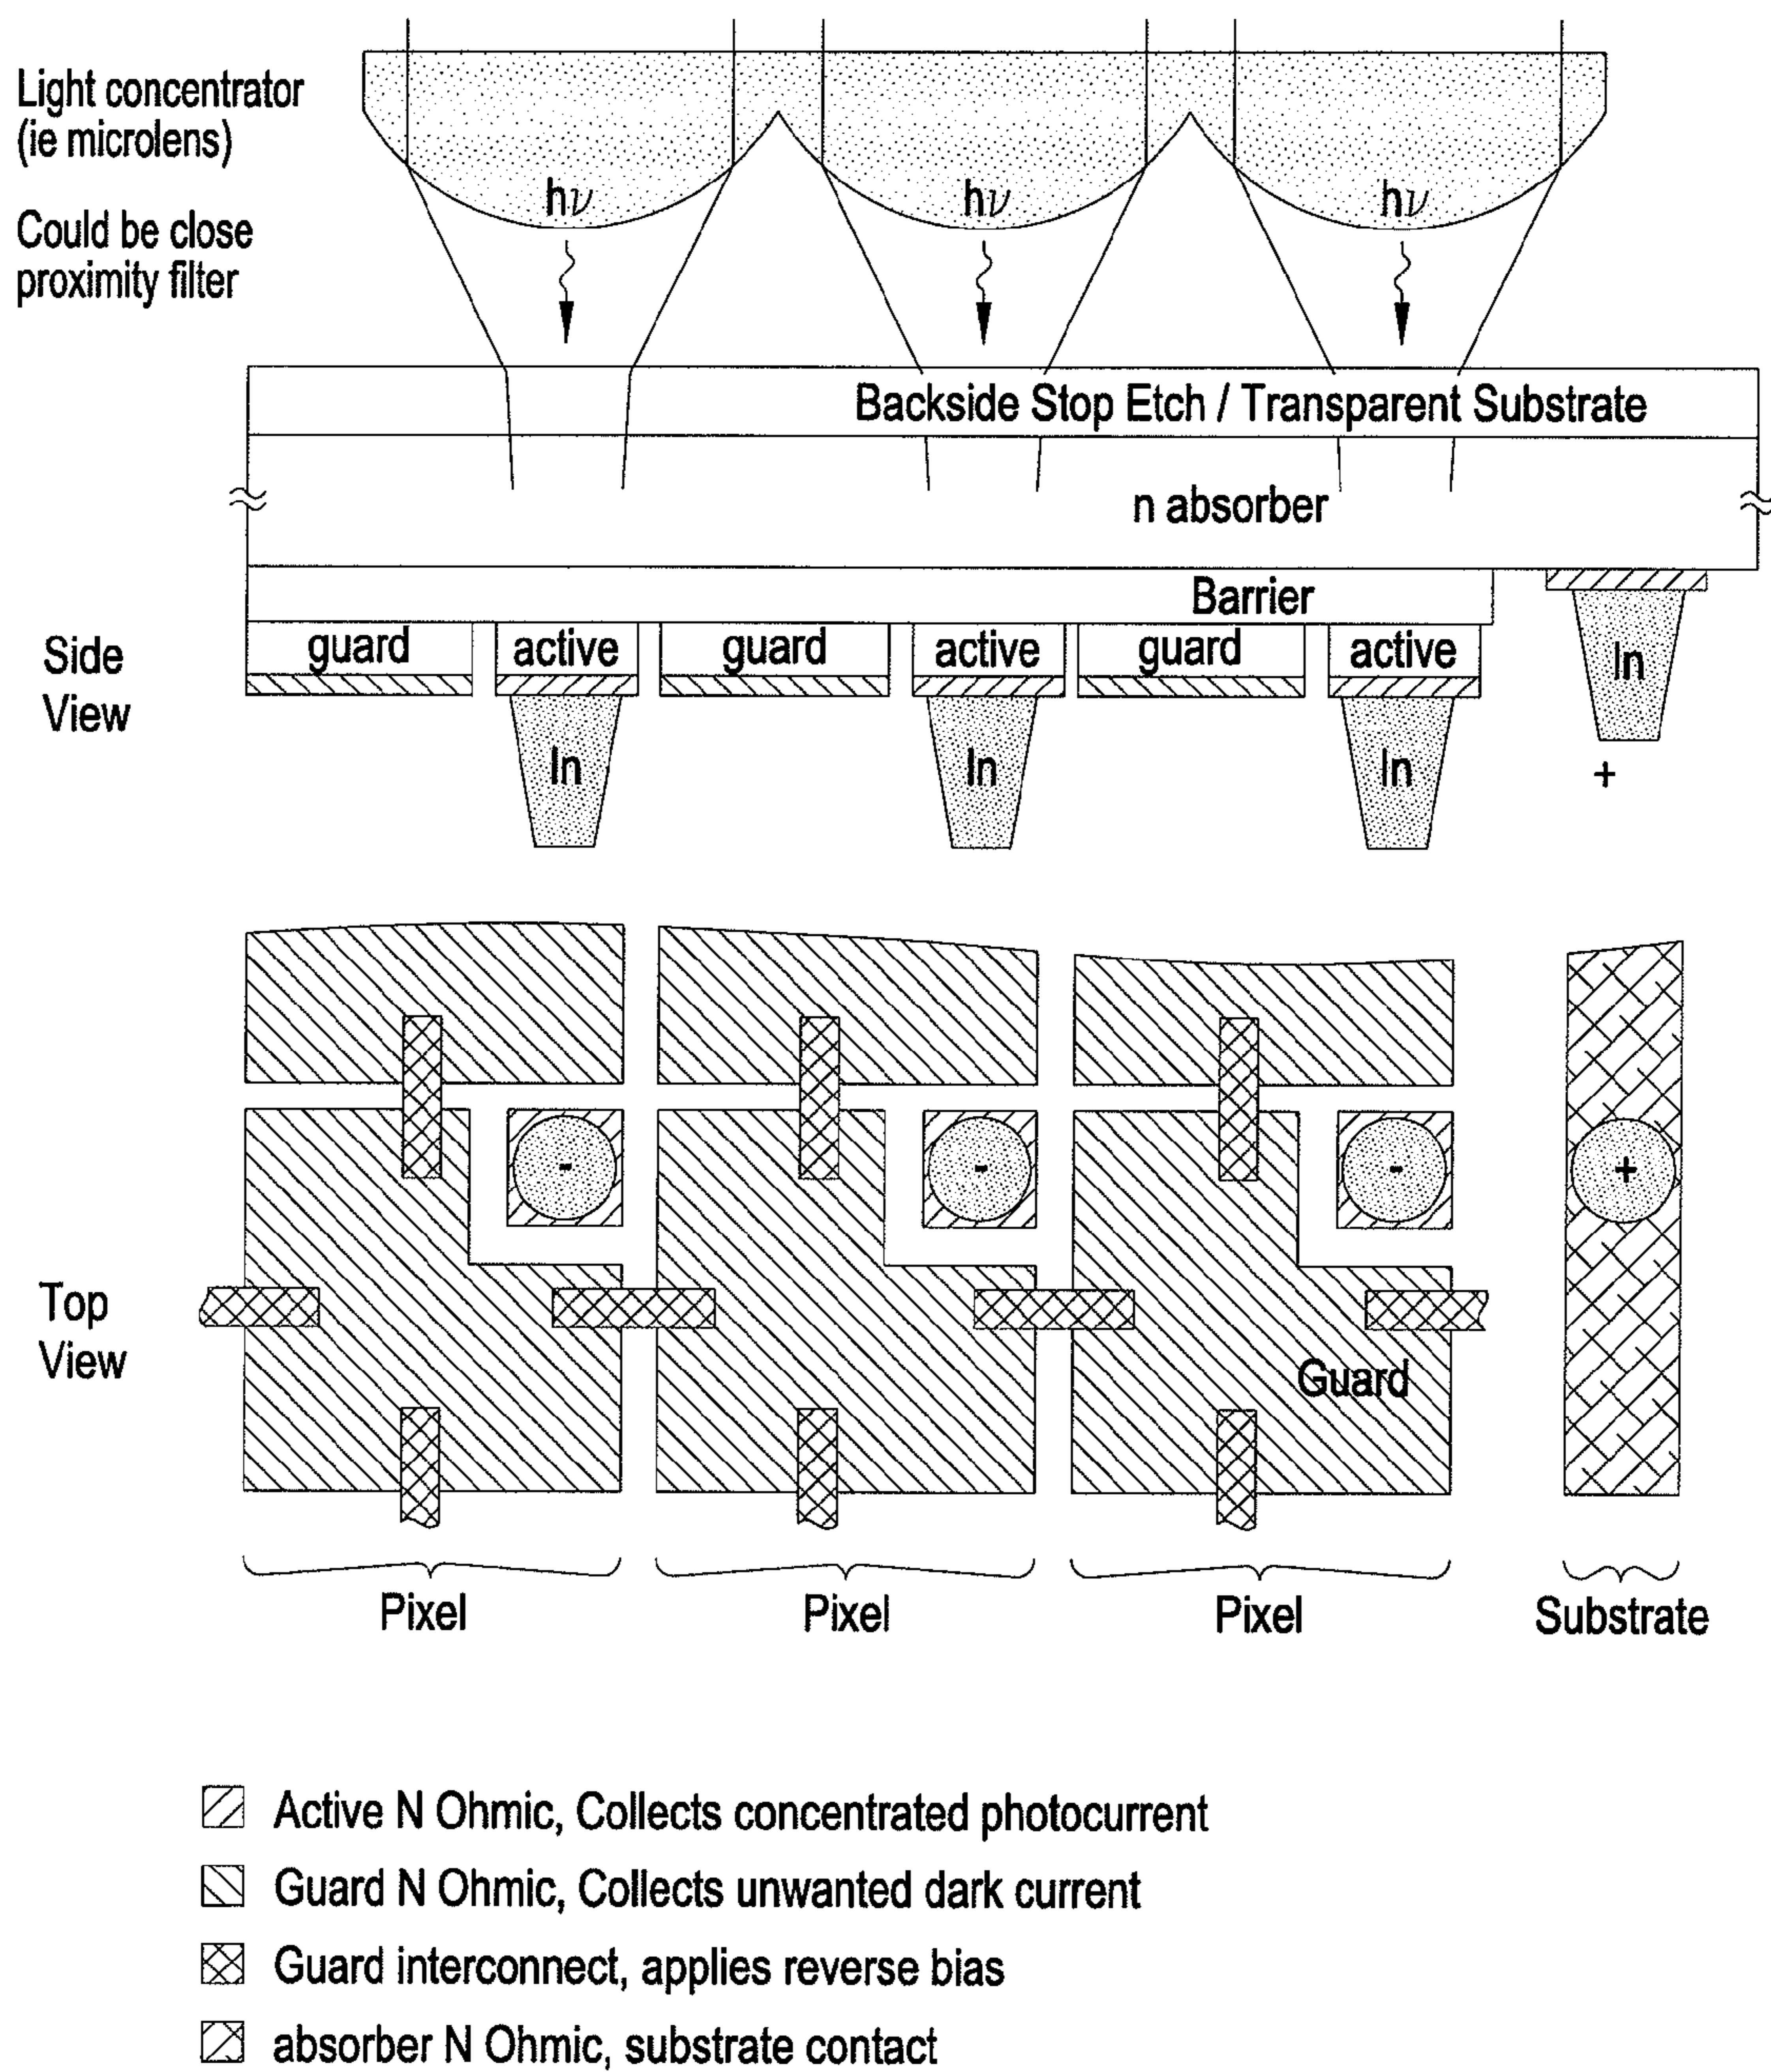 Light concentrator
(ie microlens)
Could be close
proximity filter
hν
hν
hν
Backside Stop Etch / Transparent Substrate
n absorber
Barrier
Side
View
guard
active
guard
active
guard
active
In
In
In
In
+
-
-
-
+
Top
View
Guard
Pixel
Pixel
Pixel
Substrate
Active N Ohmic, Collects concentrated photocurrent
Guard N Ohmic, Collects unwanted dark current
Guard interconnect, applies reverse bias
absorber N Ohmic, substrate contact